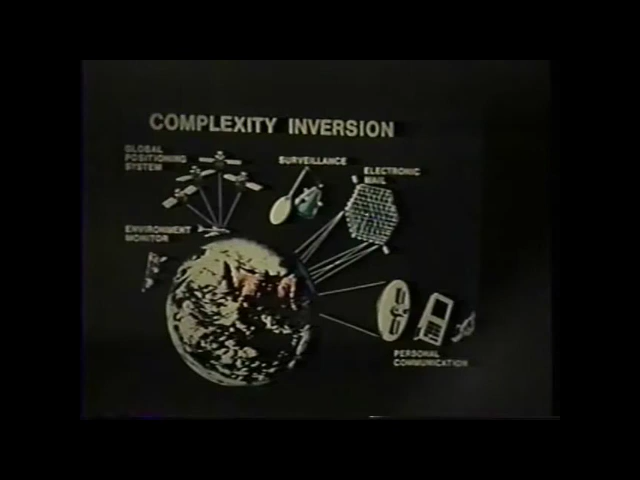 COMPLEXITY INVERSION
GLOBAL
POSITIONING
SYSTEM
SURVEILLANCE
ELECTRONIC
MAIL
ENVIRONMENT
MONITOR
PERSONAL
COMMUNICATION